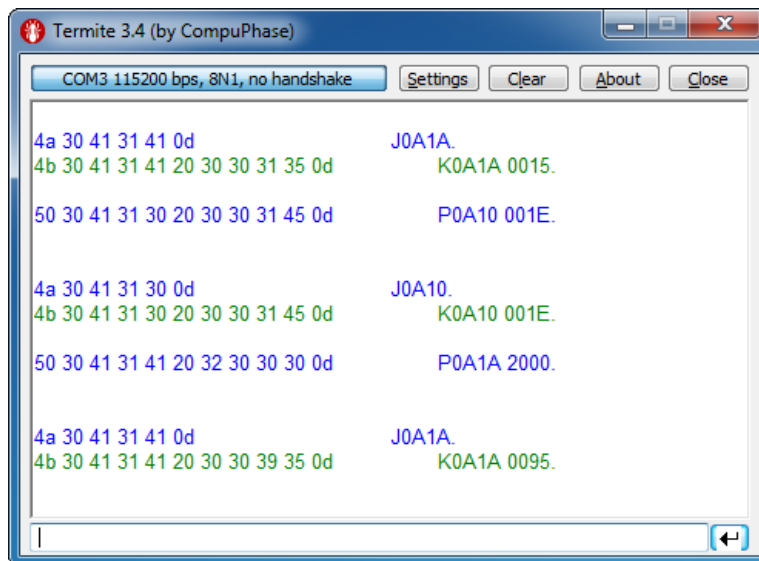 Termite 3.4 (by CompuPhase)
COM3 115200 bps, 8N1, no handshake Settings Clear About Close
4a 30 41 31 41 0d J0A1A.
4b 30 41 31 41 20 30 30 31 35 0d K0A1A 0015.
50 30 41 31 30 20 30 30 31 45 0d P0A10 001E.
4a 30 41 31 30 0d J0A10.
4b 30 41 31 30 20 30 30 31 45 0d K0A10 001E.
50 30 41 31 41 20 32 30 30 30 0d P0A1A 2000.
4a 30 41 31 41 0d J0A1A.
4b 30 41 31 41 20 30 30 39 35 0d K0A1A 0095.